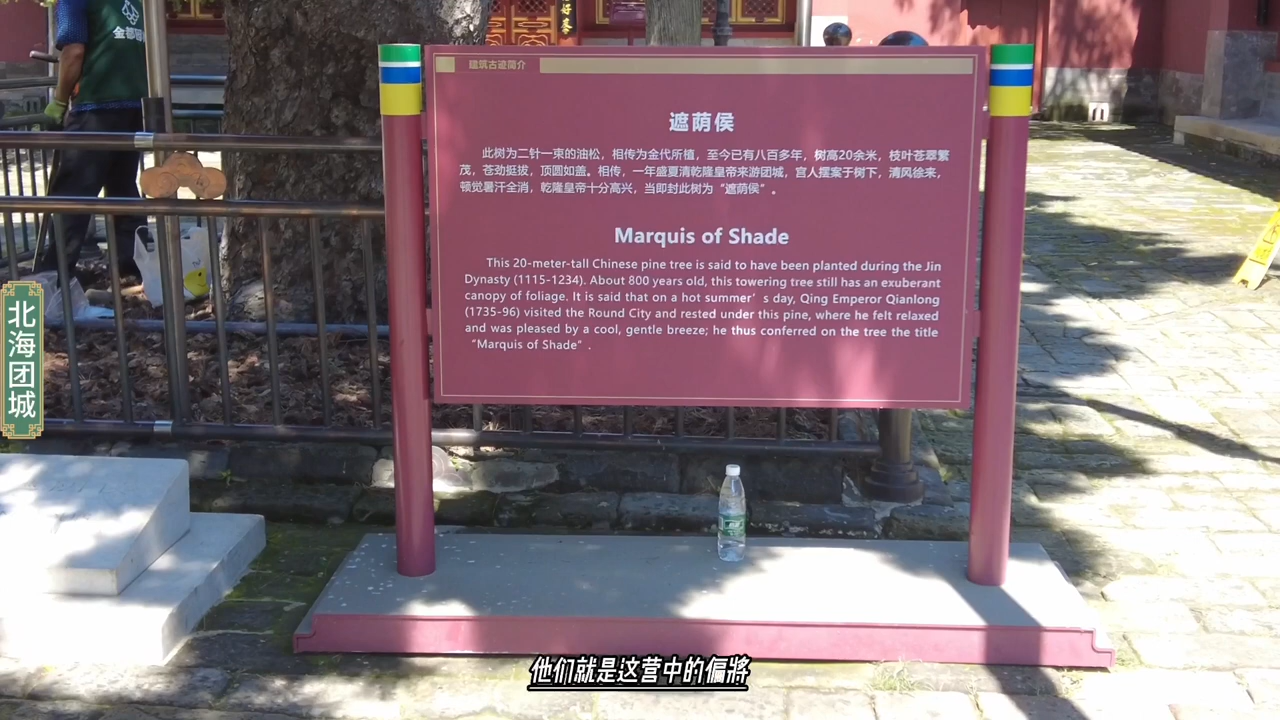 建筑古迹简介
遮荫侯
此树为二针一束的油松，相传为金代所植，至今已有八百多年，树高20余米，枝叶苍翠繁
茂，苍劲挺拔，顶圆如盖。相传，一年盛夏清乾隆皇帝来游团城，宫人摆案于树下，清风徐来，
顿觉暑汗全消，乾隆皇帝十分高兴，当即封此树为“遮荫侯”。
Marquis of Shade
This 20-meter-tall Chinese pine tree is said to have been planted during the Jin
Dynasty (1115-1234). About 800 years old, this towering tree still has an exuberant
canopy of foliage. It is said that on a hot summer’s day, Qing Emperor Qianlong
(1735-96) visited the Round City and rested under this pine, where he felt relaxed
and was pleased by a cool, gentle breeze; he thus conferred on the tree the title
“Marquis of Shade”.
北海团城
他们就是这营中的偏將